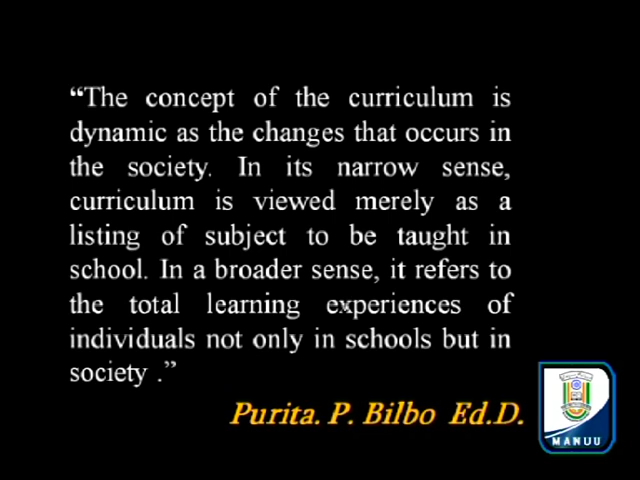 “The concept of the curriculum is
dynamic as the changes that occurs in
the society. In its narrow sense,
curriculum is viewed merely as a
listing of subject to be taught in
school. In a broader sense, it refers to
the total learning experiences of
individuals not only in schools but in
society .”
Purita. P. Bilbo Ed.D.
MANUU